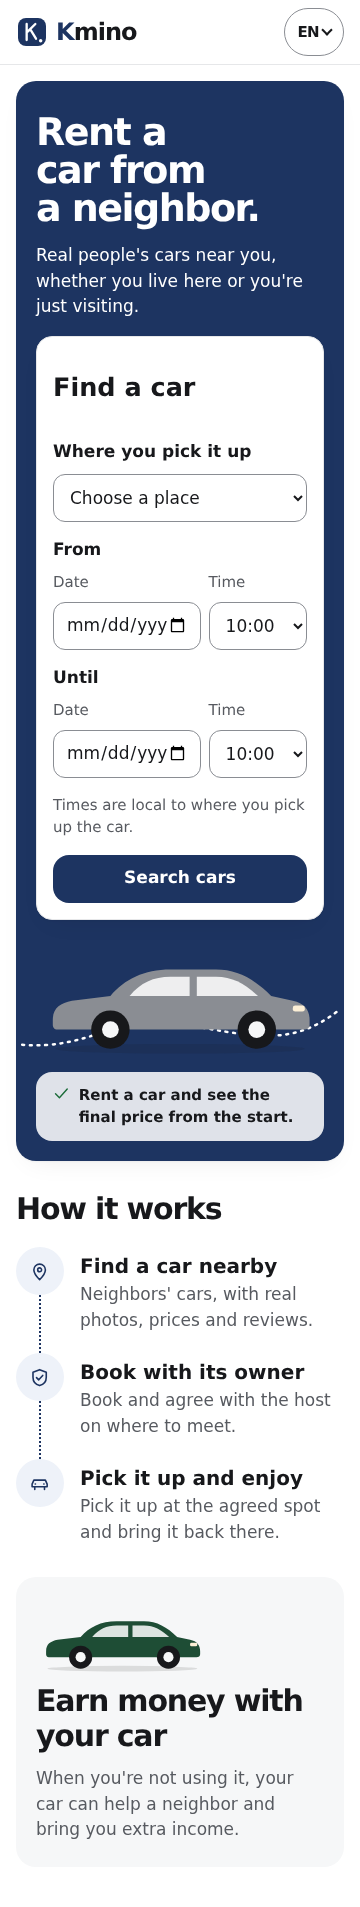 Kmino
EN
Rent a
car from
a neighbor.
Real people's cars near you,
whether you live here or you're
just visiting.
Find a car
Where you pick it up
Choose a place
From
Date Time
mm/dd/yyy 10:00
Until
Date Time
mm/dd/yyy 10:00
Times are local to where you pick
up the car.
Search cars
Rent a car and see the
final price from the start.
How it works
Find a car nearby
Neighbors' cars, with real
photos, prices and reviews.
Book with its owner
Book and agree with the host
on where to meet.
Pick it up and enjoy
Pick it up at the agreed spot
and bring it back there.
Earn money with
your car
When you're not using it, your
car can help a neighbor and
bring you extra income.